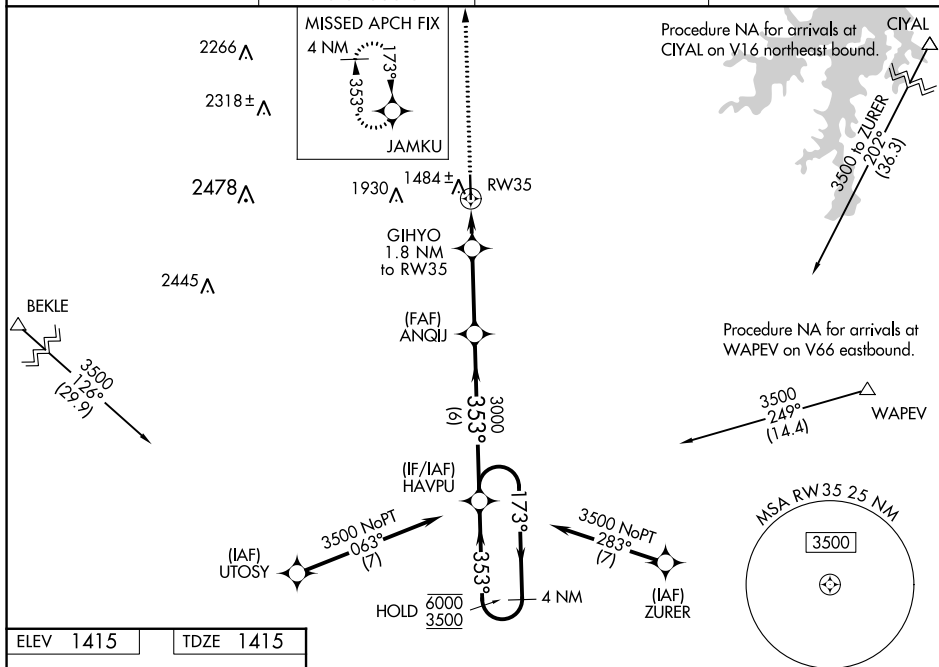 MISSED APCH FIX
4 NM
173°
353°
JAMKU
2266
2318 ±
2478
1930
1484 ±
RW35
2445
GIHYO
1.8 NM
to RW35
(FAF)
ANQIJ
Procedure NA for arrivals at
CIYAL on V16 northeast bound.
CIYAL
3500 to ZURER
202°
(36.3)
BEKLE
3500
126°
(29.9)
Procedure NA for arrivals at
WAPEV on V66 eastbound.
3500
249°
(14.4)
WAPEV
3000
353°
(6)
(IF/IAF)
HAVPU
173°
353°
HOLD
6000
3500
4 NM
3500 NoPT
063°
(7)
(IAF)
UTOSY
3500 NoPT
283°
(7)
(IAF)
ZURER
MSA RW35 25 NM
3500
ELEV 1415
TDZE 1415